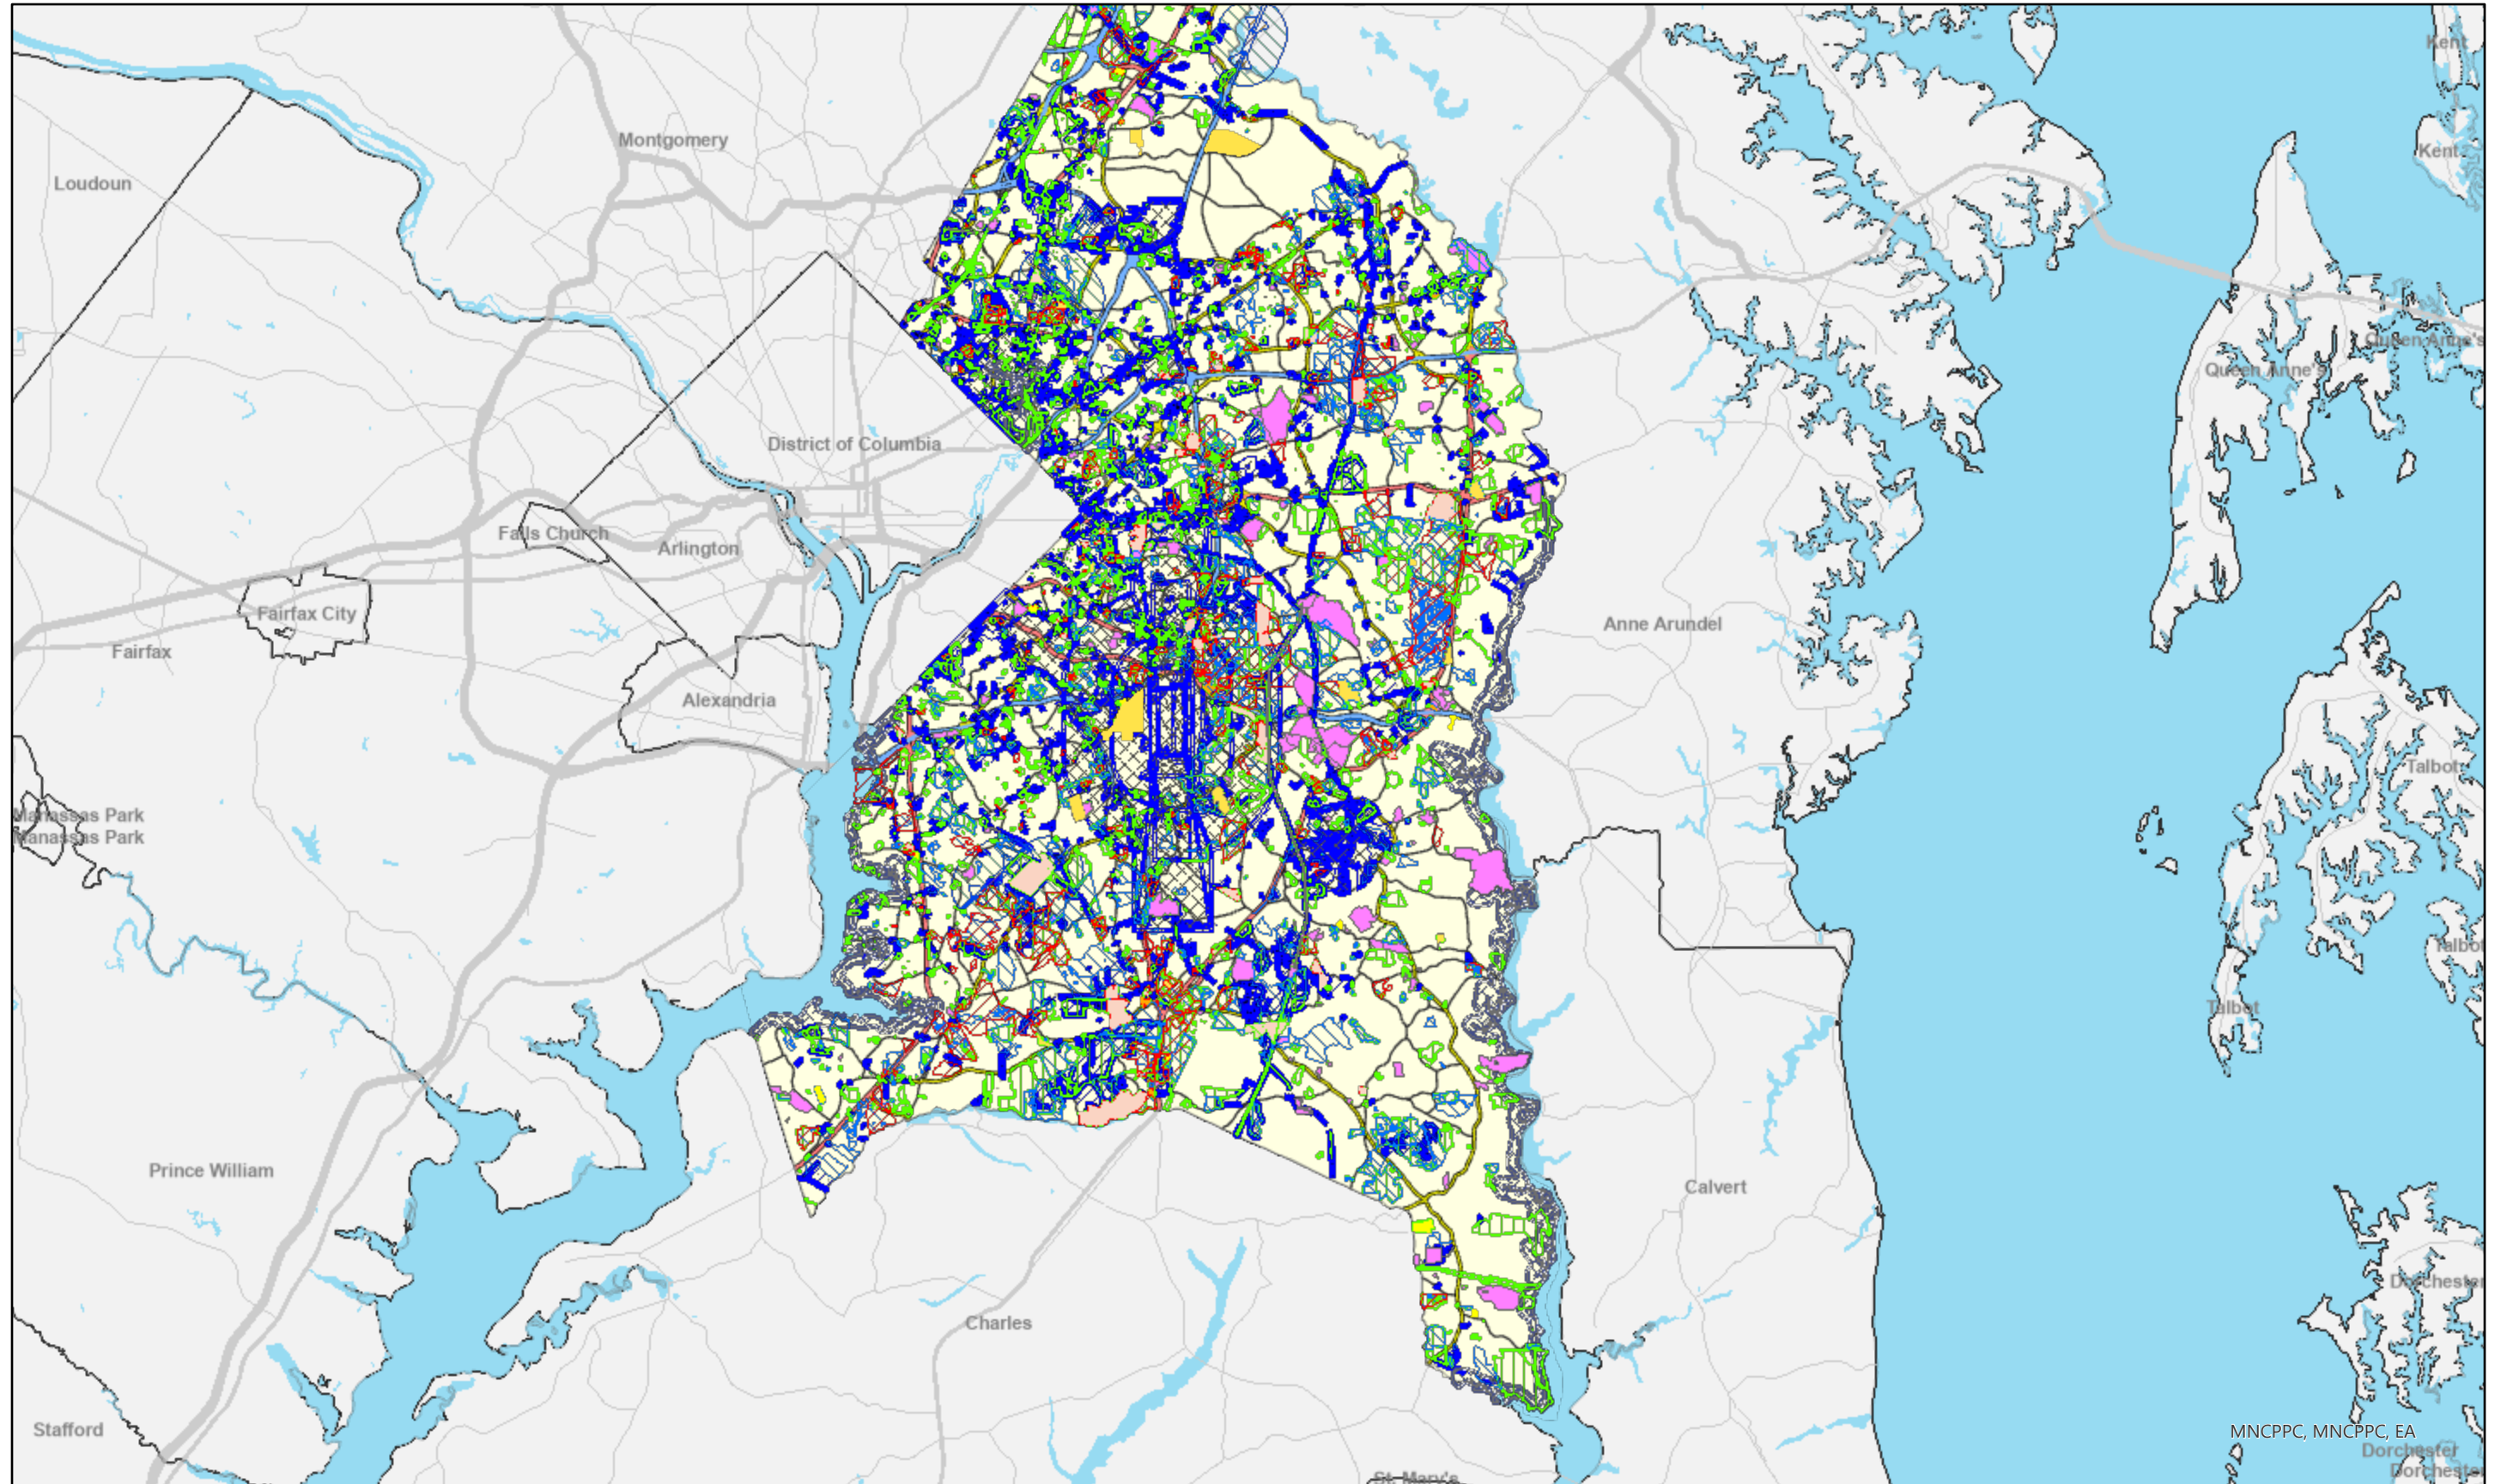 Kent
Montgomery
Kent
Loudoun
Queen Anne's
Queen Anne's
District of Columbia
Falls Church
Arlington
Fairfax City
Anne Arundel
Fairfax
Alexandria
Talbot
Manassas Park
Manassas Park
Talbot
Talbot
Prince William
Calvert
Dorchester
Charles
Stafford
MNCPPC, MNCPPC, EA
Dorchester
Dorchester
St. Mary's